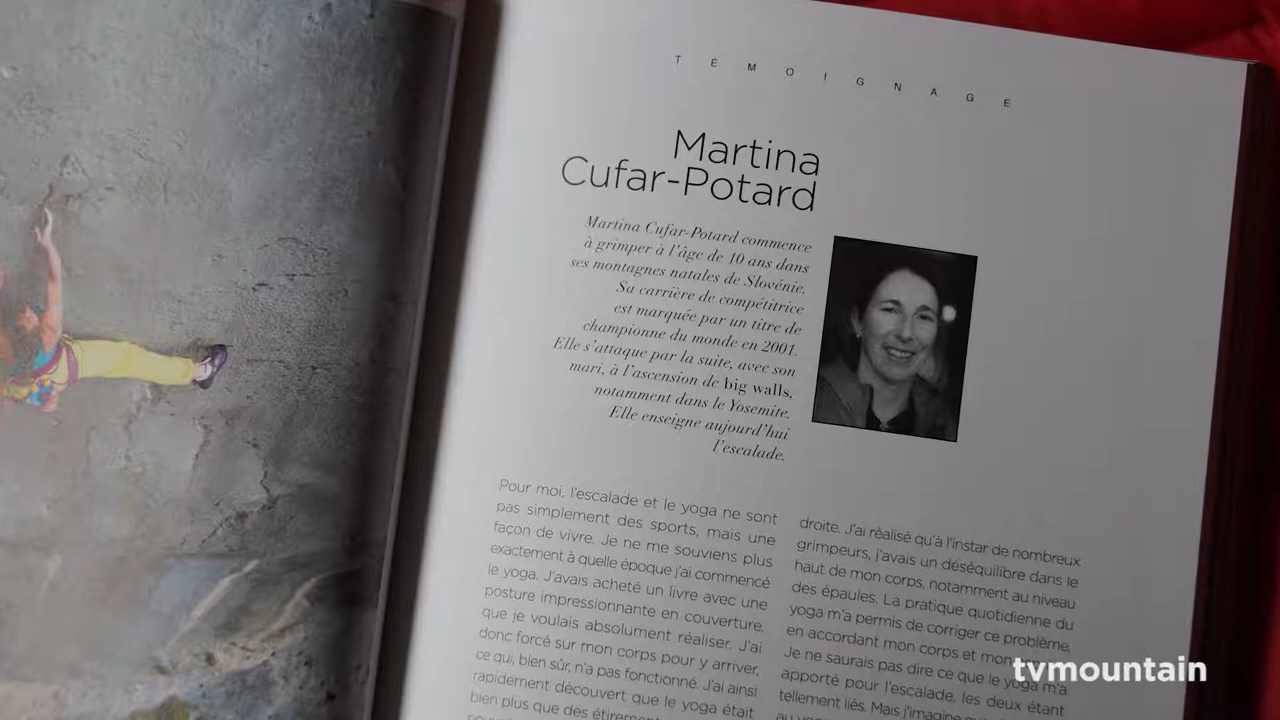 TÉMOIGNAGE
Martina
Cufar-Potard
Martina Cufar-Potard commence
à grimper à l'âge de 10 ans dans
ses montagnes natales de Slovénie.
Sa carrière de compétitrice
est marquée par un titre de
championne du monde en 2001.
Elle s'attaque par la suite, avec son
mari, à l'ascension de big walls,
notamment dans le Yosemite.
Elle enseigne aujourd'hui
l'escalade.
Pour moi, l'escalade et le yoga ne sont
pas simplement des sports, mais une
façon de vivre. Je ne me souviens plus
exactement à quelle époque j'ai commencé
le yoga. J'avais acheté un livre avec une
posture impressionnante en couverture,
que je voulais absolument réaliser. J'ai
donc forcé sur mon corps pour y arriver,
ce qui, bien sûr, n'a pas fonctionné. J'ai ainsi
rapidement découvert que le yoga était
bien plus que des
droite. J'ai réalisé qu'à l'instar de nombreux
grimpeurs, j'avais un déséquilibre dans le
haut de mon corps, notamment au niveau
des épaules. La pratique quotidienne du
yoga m'a permis de corriger ce problème,
en accordant mon corps et mon
Je ne saurais pas dire ce que le yoga m'a
apporté pour l'escalade, les deux étant
tellement liés. Mais
tvmountain